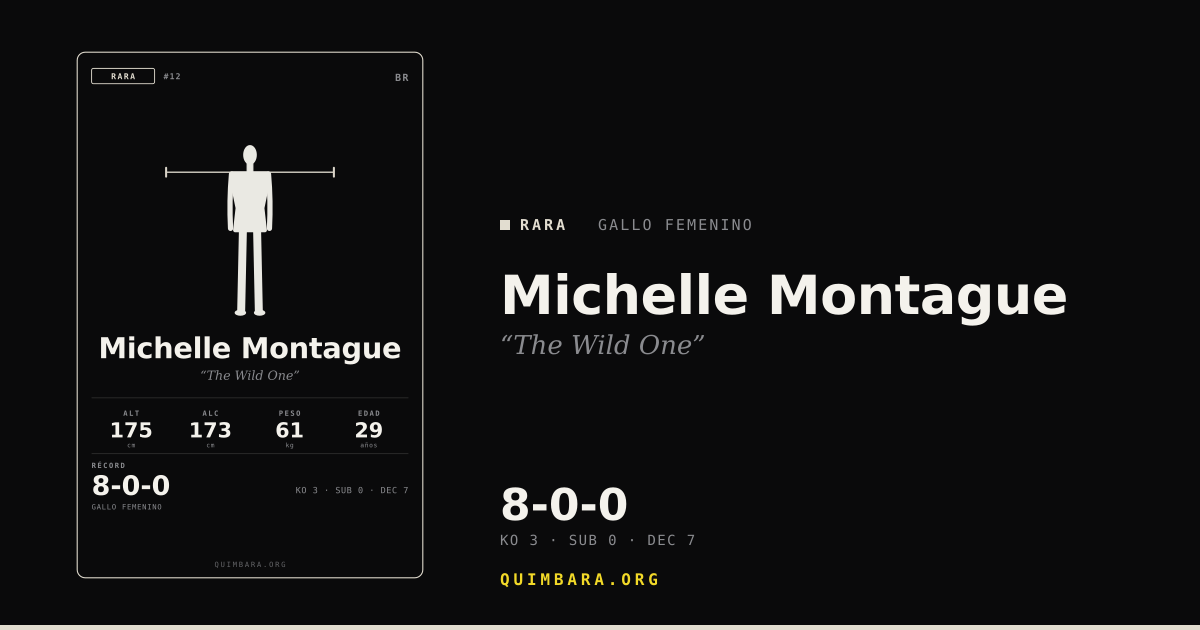 RARA #12 BR
Michelle Montague
“The Wild One”
ALT ALC PESO EDAD
175 173 61 29
cm cm kg años
RÉCORD
8-0-0
KO 3 · SUB 0 · DEC 7
GALLO FEMENINO
QUIMBARA.ORG
RARA GALLO FEMENINO
Michelle Montague
“The Wild One”
8-0-0
KO 3 · SUB 0 · DEC 7
QUIMBARA.ORG